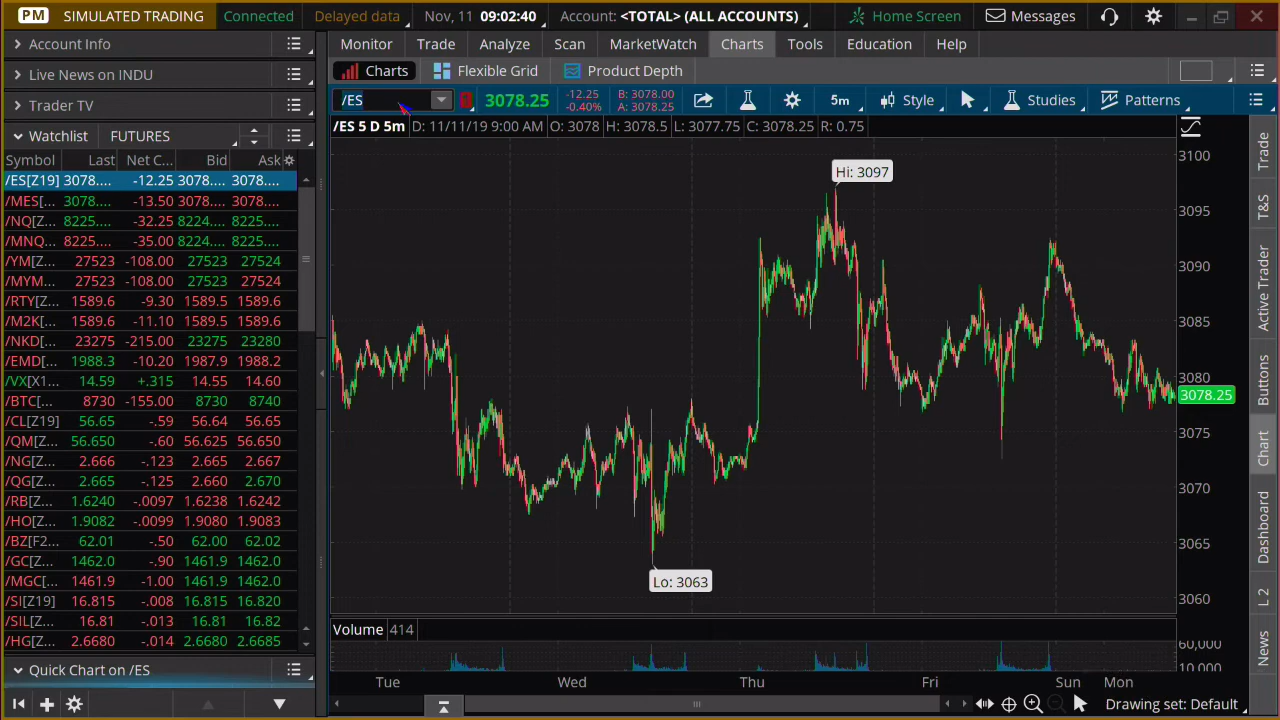 PM SIMULATED TRADING Connected Delayed data Nov, 11 09:02:40 Account: <TOTAL> (ALL ACCOUNTS) Home Screen Messages
Account Info
Live News on INDU
Trader TV
Watchlist FUTURES
Symbol Last Net C... Bid Ask
/ES[Z19] 3078.... -12.25 3078.... 3078....
/MES[... 3078.... -13.50 3078.... 3078....
/NQ[Z... 8225.... -32.25 8224.... 8225....
/MNQ... 8225.... -35.00 8224.... 8225....
/YM[Z... 27523 -108.00 27523 27524
/MYM... 27523 -108.00 27523 27524
/RTY[Z... 1589.6 -9.30 1589.5 1589.6
/M2K[... 1589.6 -11.10 1589.5 1589.6
/NKD[... 23275 -215.00 23275 23280
/EMD[... 1988.3 -10.20 1987.9 1988.2
/VX[X1... 14.59 +.315 14.55 14.60
/BTC[... 8730 -155.00 8730 8740
/CL[Z19] 56.65 -.59 56.64 56.65
/QM[Z... 56.650 -.60 56.625 56.650
/NG[Z... 2.666 -.123 2.665 2.667
/QG[Z... 2.665 -.125 2.660 2.670
/RB[Z... 1.6240 -.0097 1.6238 1.6242
/HO[Z... 1.9082 -.0099 1.9080 1.9083
/BZ[F2... 62.01 -.50 62.00 62.02
/GC[Z... 1462.0 -.90 1461.9 1462.0
/MGC[... 1461.9 -1.00 1461.9 1462.0
/SI[Z19] 16.815 -.008 16.815 16.820
/SIL[Z... 16.81 -.013 16.81 16.82
/HG[Z... 2.6680 -.014 2.6680 2.6685
Quick Chart on /ES
Monitor Trade Analyze Scan MarketWatch Charts Tools Education Help
Charts Flexible Grid Product Depth
/ES 3078.25 -12.25 -0.40% B: 3078.00 A: 3078.25 5m Style Studies Patterns
/ES 5 D 5m D: 11/11/19 9:00 AM O: 3078 H: 3078.5 L: 3077.75 C: 3078.25 R: 0.75
Hi: 3097
Lo: 3063
3100
3095
3090
3085
3080
3078.25
3075
3070
3065
3060
Volume 414
60,000
10,000
Tue Wed Thu Fri Sun Mon
Drawing set: Default
Trade
T&S
Active Trader
Buttons
Chart
Dashboard
L 2
News